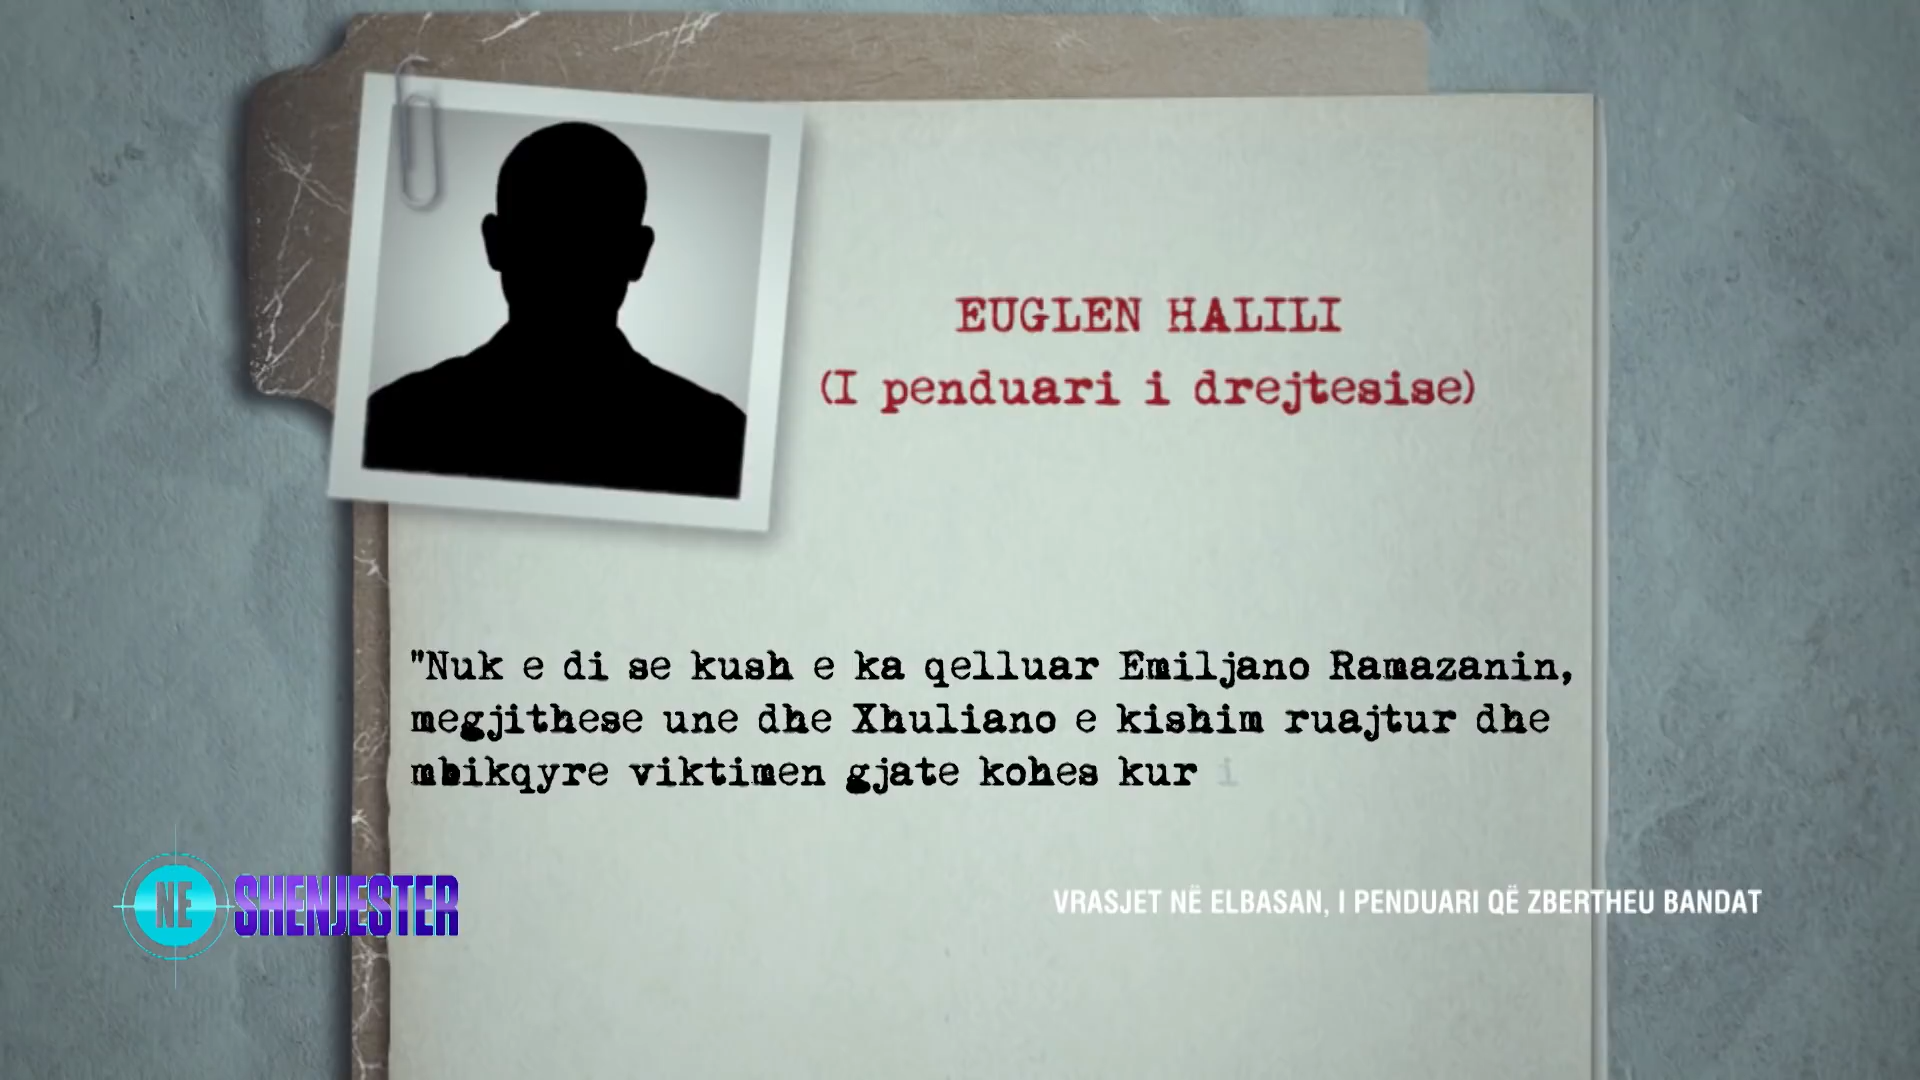 EUGLEN HALILI
(I penduari i drejtesise)
"Nuk e di se kush e ka qelluar Emiljano Ramazanin,
megjithese une dhe Xhuliano e kishim ruajtur dhe
mbikqyre viktimen gjate kohes kur i
NE SHENJESTER
VRASJET NË ELBASAN, I PENDUARI QË ZBERTHEU BANDAT